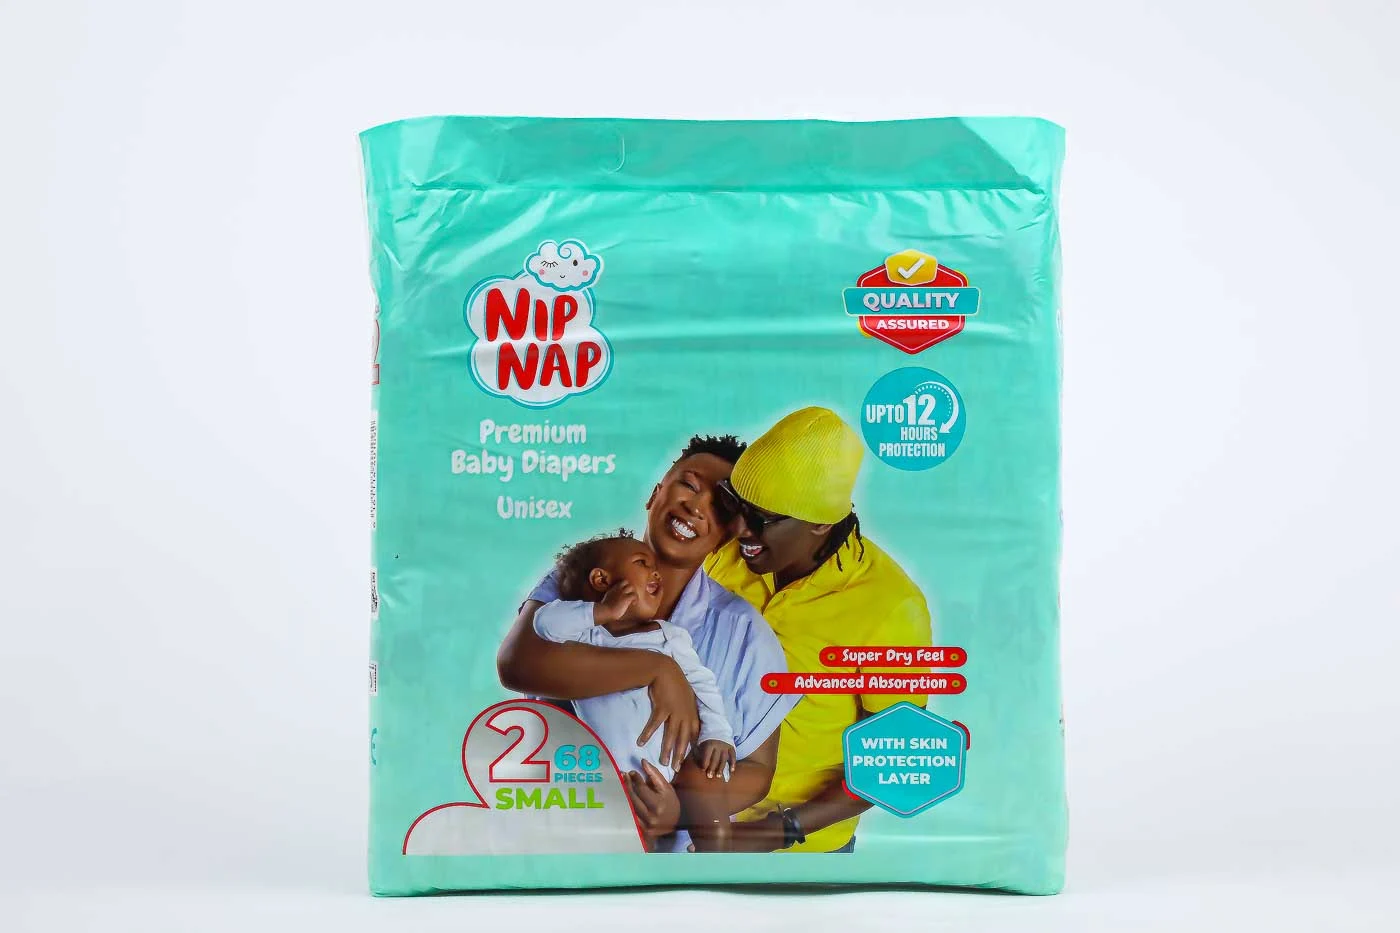 NIP
NAP
Premium
Baby Diapers
Unisex
QUALITY
ASSURED
UPTO 12
HOURS
PROTECTION
Super Dry Feel
Advanced Absorption
WITH SKIN
PROTECTION
LAYER
2
68
PIECES
SMALL